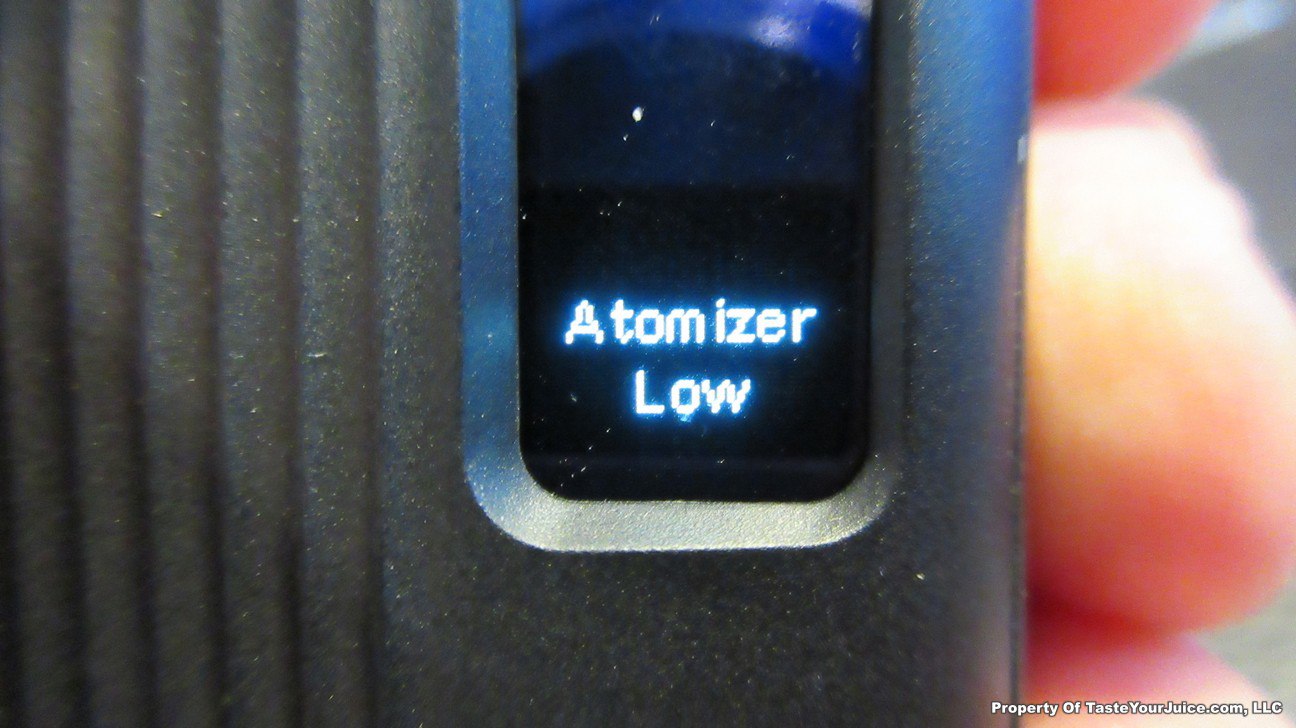 Atomizer
Low
Property Of TasteYourJuice.com, LLC